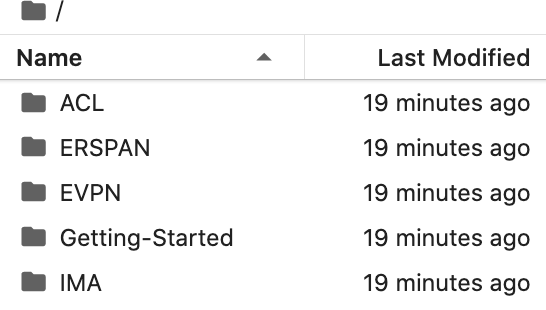 /
Name Last Modified
ACL 19 minutes ago
ERSPAN 19 minutes ago
EVPN 19 minutes ago
Getting-Started 19 minutes ago
IMA 19 minutes ago